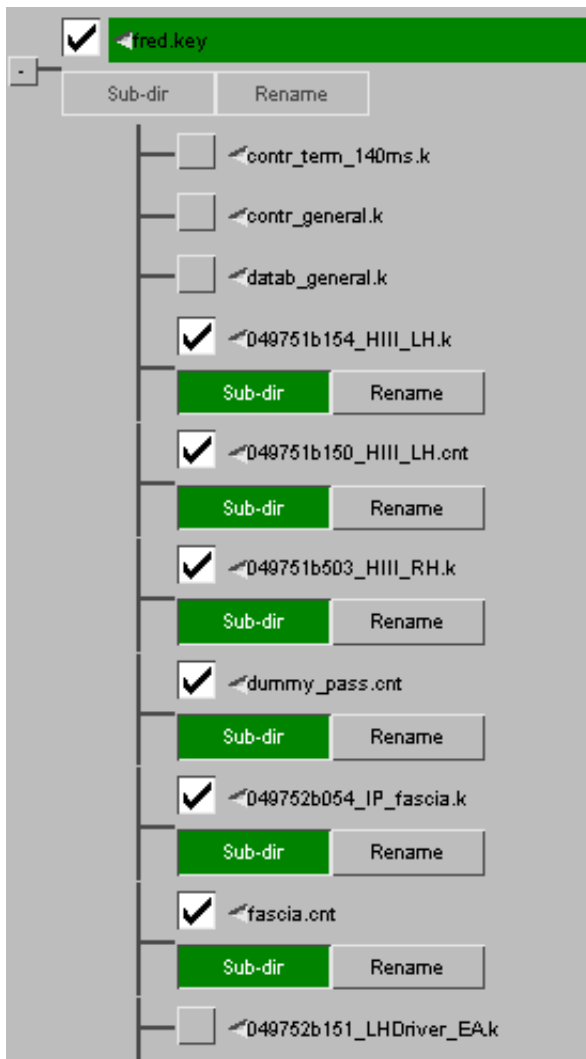 fred.key
-
Sub-dir Rename
contr_term_140ms.k
contr_general.k
datab_general.k
049751b154_HIII_LH.k
Sub-dir Rename
049751b150_HIII_LH.cnt
Sub-dir Rename
049751b503_HIII_RH.k
Sub-dir Rename
dummy_pass.cnt
Sub-dir Rename
049752b054_IP_fascia.k
Sub-dir Rename
fascia.cnt
Sub-dir Rename
049752b151_LHDriver_EA.k